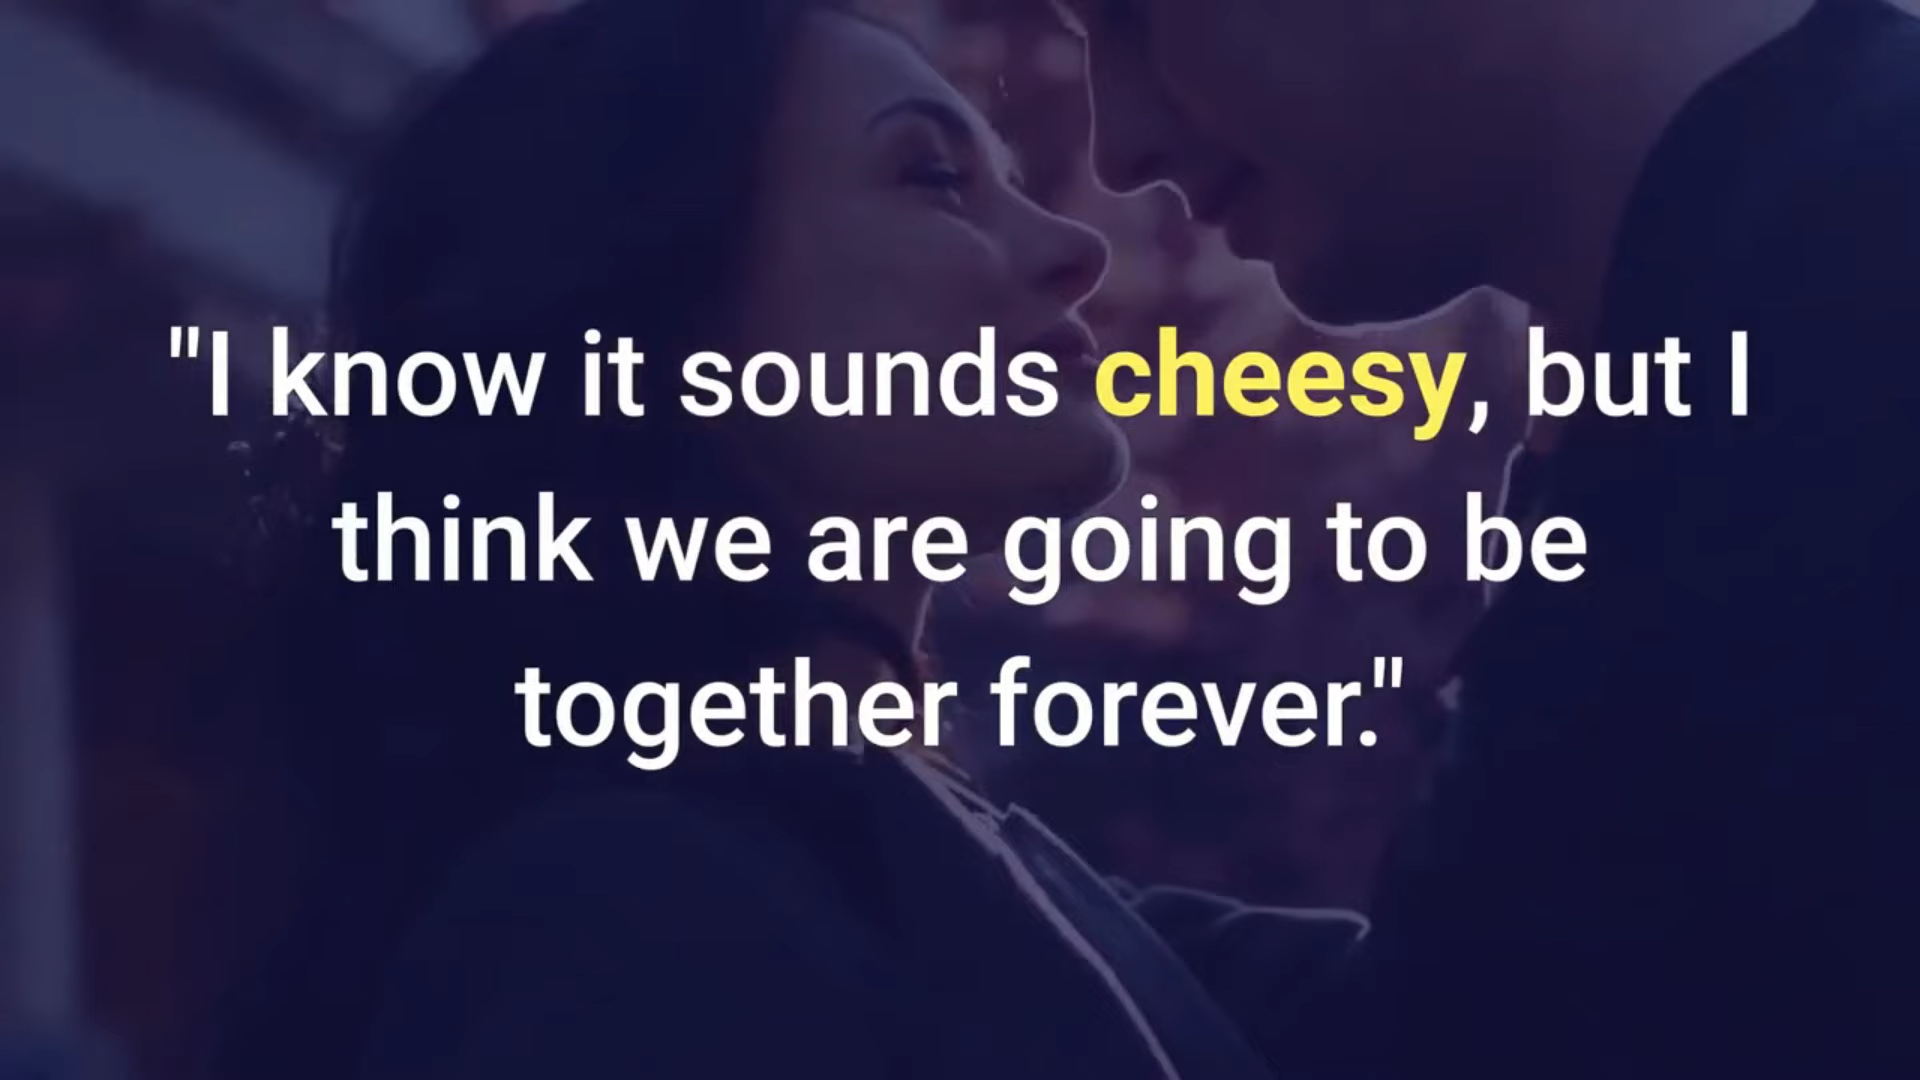 "I know it sounds cheesy, but I
think we are going to be
together forever."